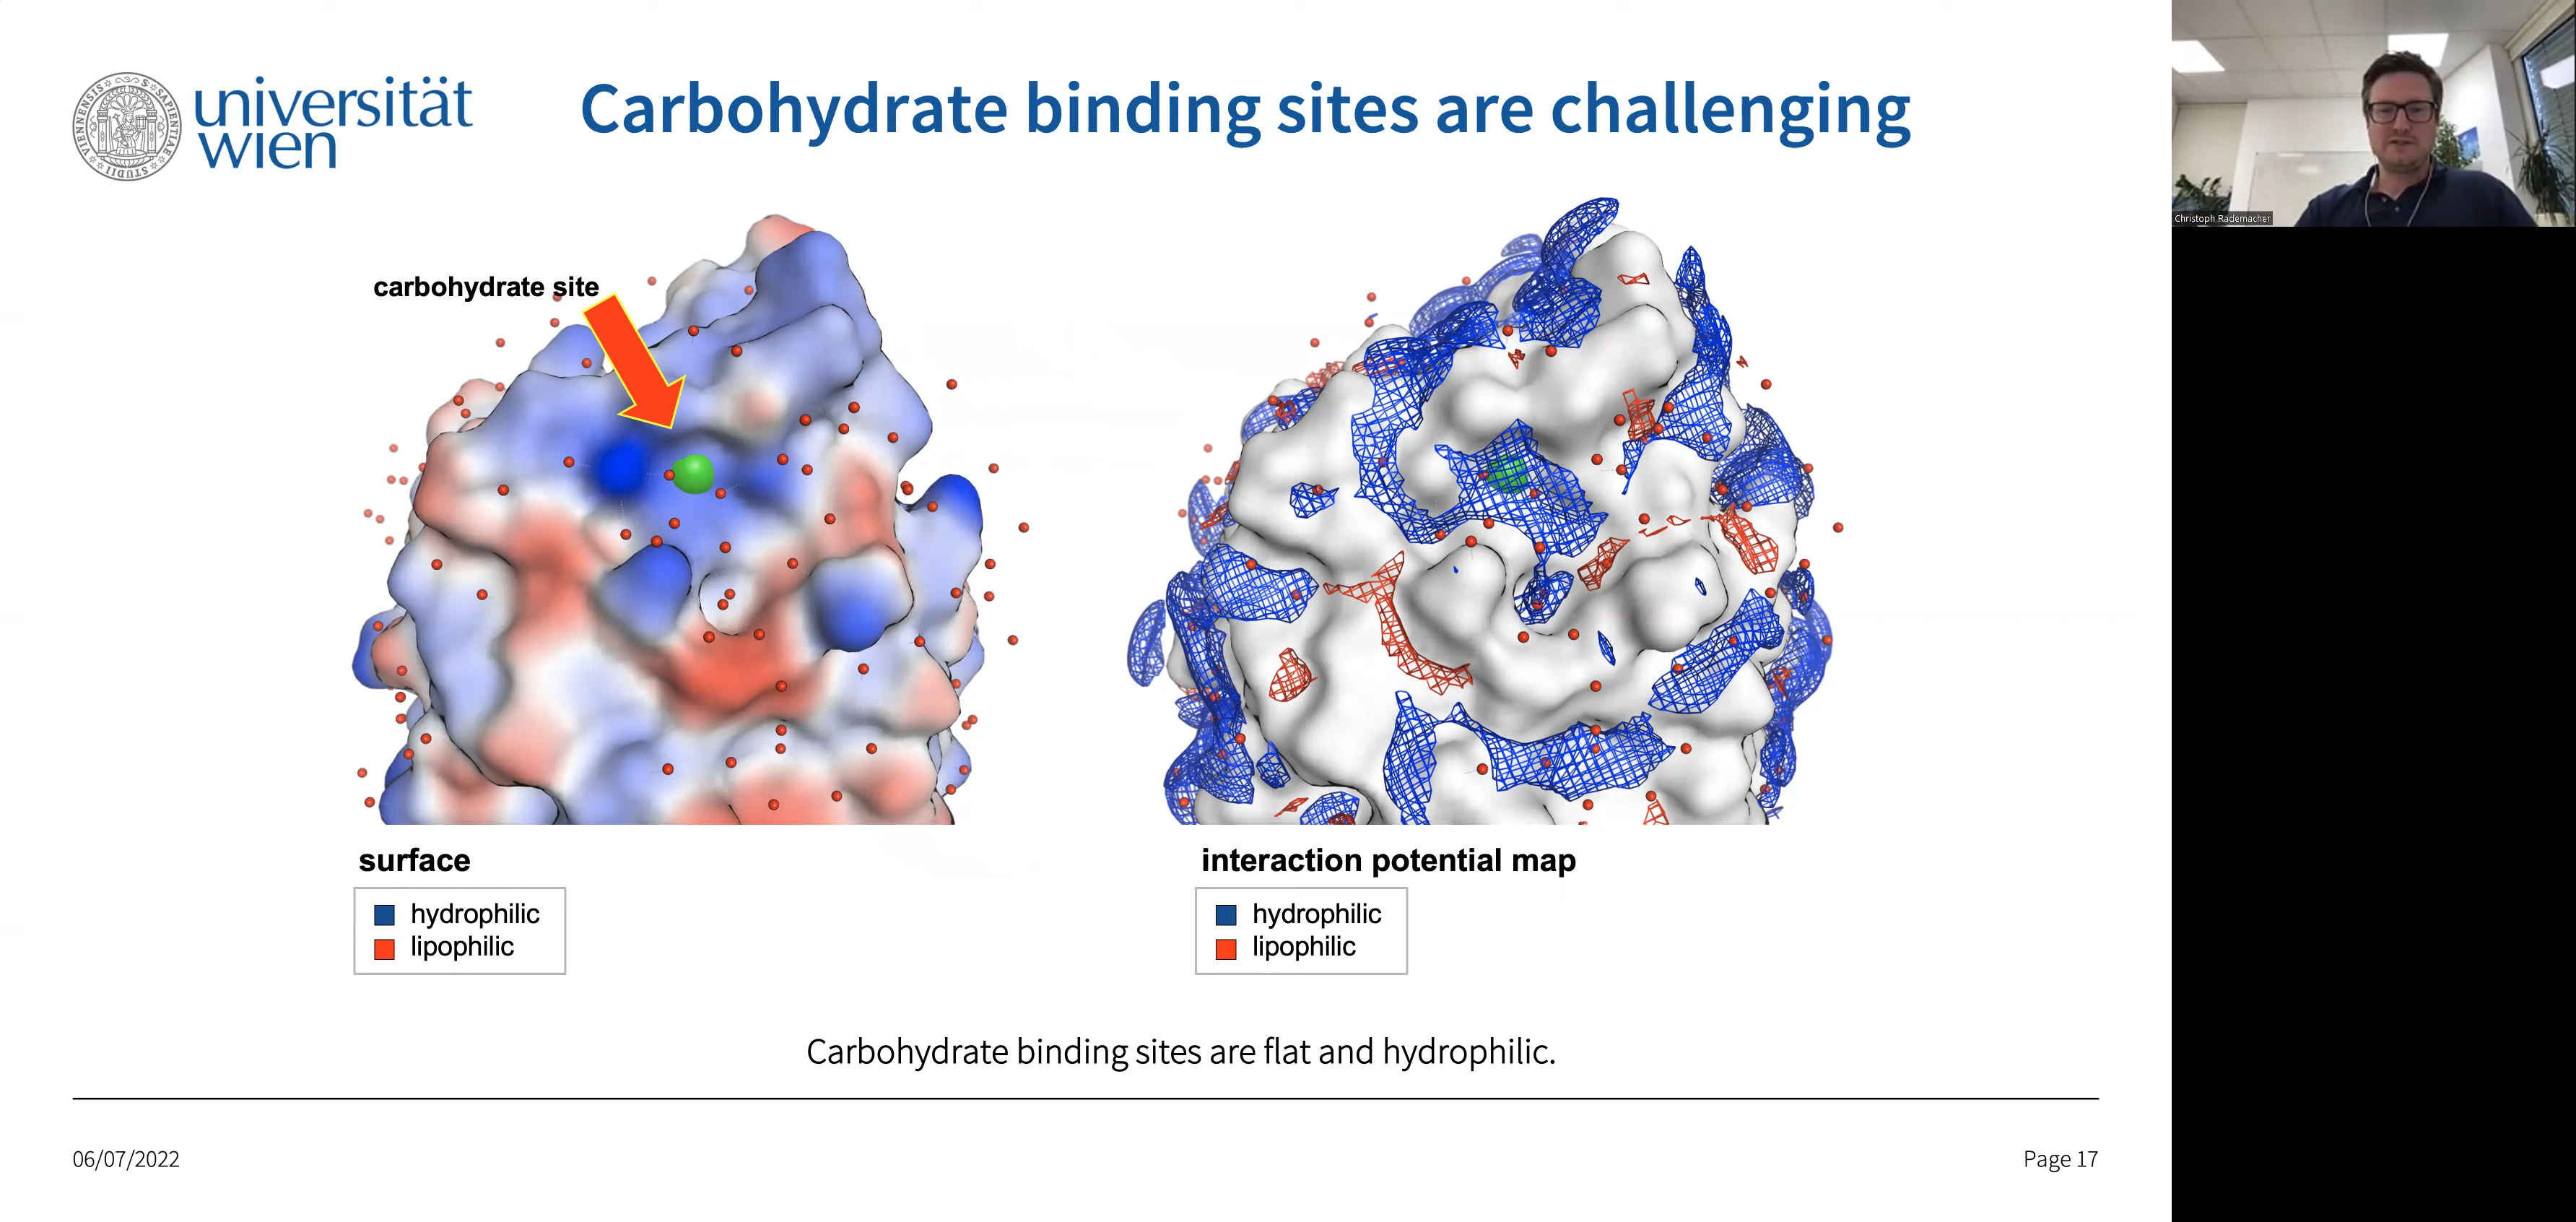 universität
wien
Carbohydrate binding sites are challenging
Christoph Rademacher
carbohydrate site
surface
hydrophilic
lipophilic
interaction potential map
hydrophilic
lipophilic
Carbohydrate binding sites are flat and hydrophilic.
06/07/2022
Page 17